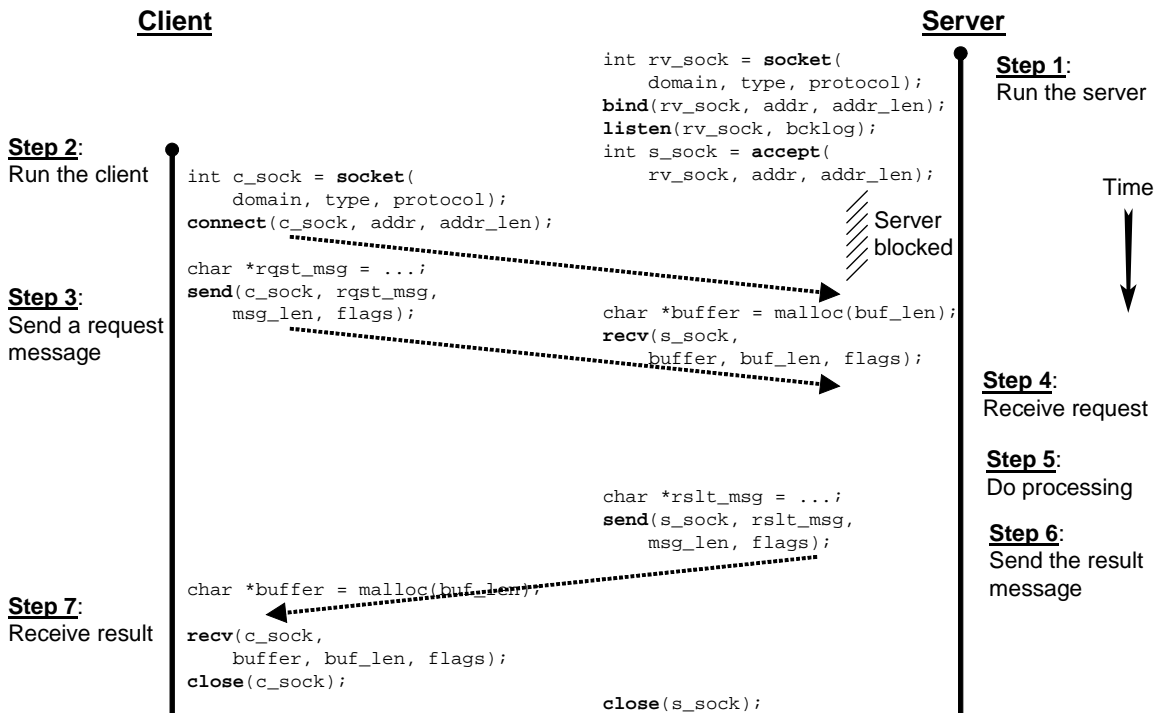 Client
Server
int rv_sock = socket(
domain, type, protocol);
bind(rv_sock, addr, addr_len);
listen(rv_sock, bcklog);
int s_sock = accept(
rv_sock, addr, addr_len);
Step 1:
Run the server
Step 2:
Run the client
int c_sock = socket(
domain, type, protocol);
connect(c_sock, addr, addr_len);
Server
blocked
Time
Step 3:
Send a request
message
char *rqst_msg = ...;
send(c_sock, rqst_msg,
msg_len, flags);
char *buffer = malloc(buf_len);
recv(s_sock,
buffer, buf_len, flags);
Step 4:
Receive request
Step 5:
Do processing
char *rslt_msg = ...;
send(s_sock, rslt_msg,
msg_len, flags);
Step 6:
Send the result
message
Step 7:
Receive result
char *buffer = malloc(buf_len);
recv(c_sock,
buffer, buf_len, flags);
close(c_sock);
close(s_sock);